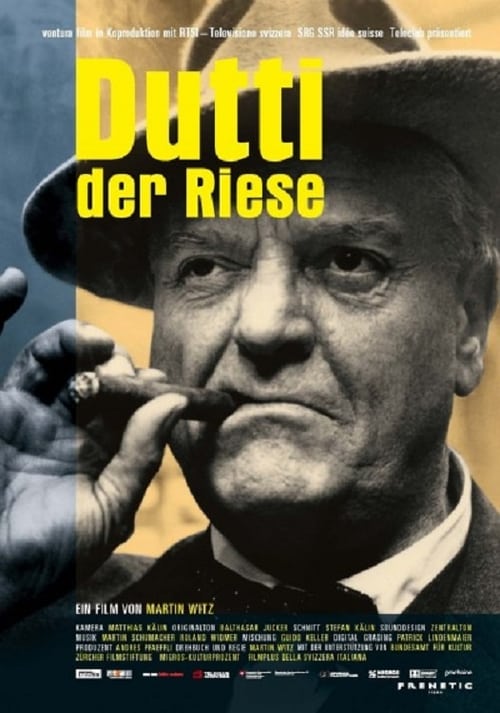 ventura film in Koproduktion mit RTSI – Televisione svizzera SRG SSR idée suisse Teleclub präsentiert
Dutti
der Riese
EIN FILM VON MARTIN WITZ
KAMERA MATTHIAS KÄLIN ORIGINALTON BALTHASAR JUCKER SCHNITT STEFAN KÄLIN SOUNDDESIGN ZENTRALTON
MUSIK MARTIN SCHUMACHER ROLAND WIDMER MISCHUNG GUIDO KELLER DIGITAL GRADING PATRICK LINDENMAIER
PRODUZENT ANDRES PFAEFFLI DREHBUCH UND REGIE MARTIN WITZ MIT DER UNTERSTÜTZUNG VON BUNDESAMT FÜR KULTUR
ZÜRCHER FILMSTIFTUNG MIGROS-KULTURPROZENT FILMPLUS DELLA SVIZZERA ITALIANA
FRENETIC
FILMS